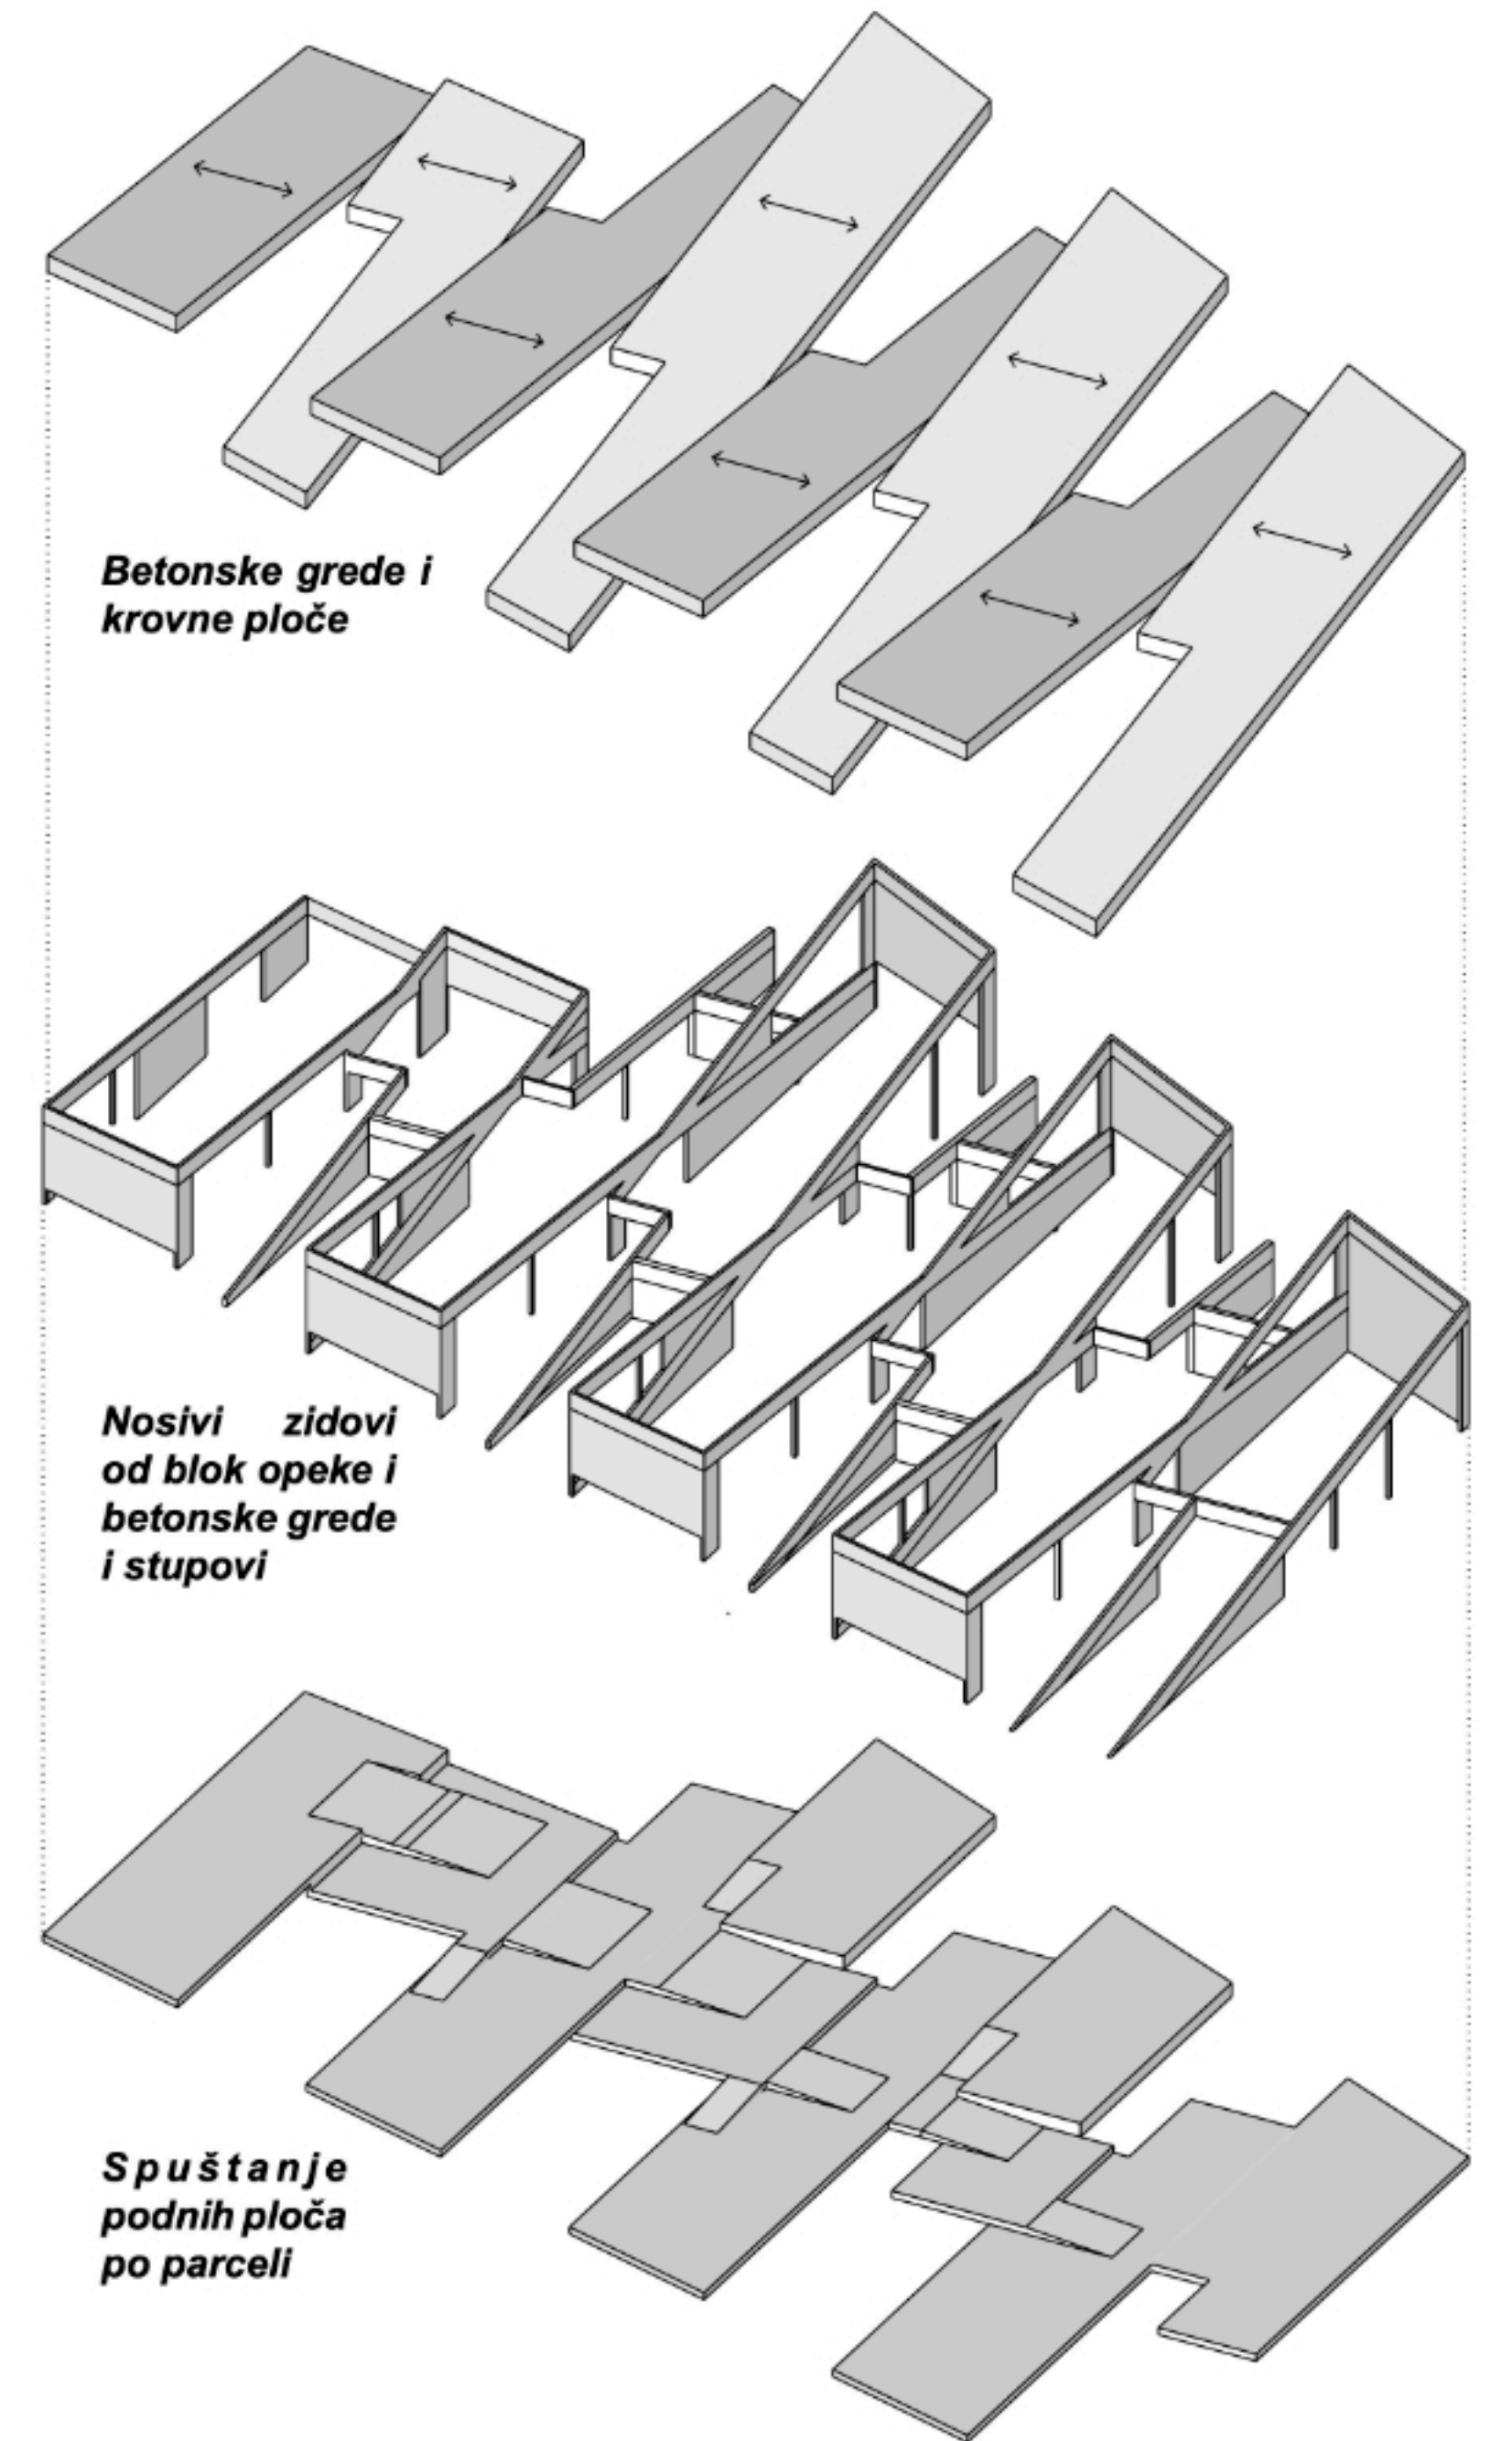 Betonske grede i
krovne ploče
Nosivi zidovi
od blok opeke i
betonske grede
i stupovi
Spuštanje
podnih ploča
po parceli